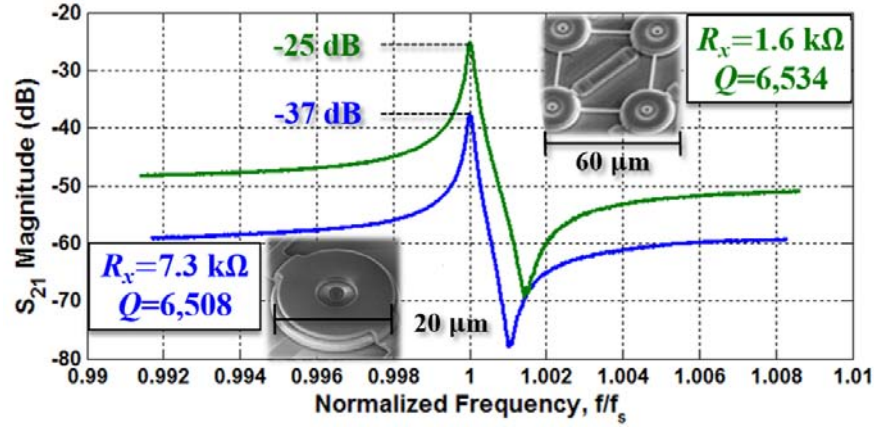 -20
-30
-40
-50
-60
-70
-80
S21 Magnitude (dB)
-25 dB
-37 dB
Rx=1.6 kΩ
Q=6,534
60 μm
Rx=7.3 kΩ
Q=6,508
20 μm
0.99 0.992 0.994 0.996 0.998 1 1.002 1.004 1.006 1.008 1.01
Normalized Frequency, f/fs